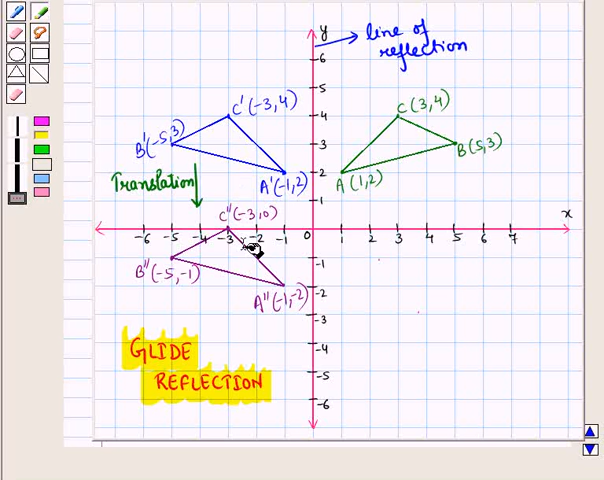 y
line of
reflection
6
5
C' (-3,4)
4
C (3,4)
B' (-5,3)
3
B (5,3)
2
A' (-1,2)
A (1,2)
Translation
1
C'' (-3,0)
x
-6 -5 -4 -3 -2 -1 0 1 2 3 4 5 6 7
-1
B'' (-5,-1)
-2
A'' (-1,-2)
-3
GLIDE
-4
REFLECTION
-5
-6